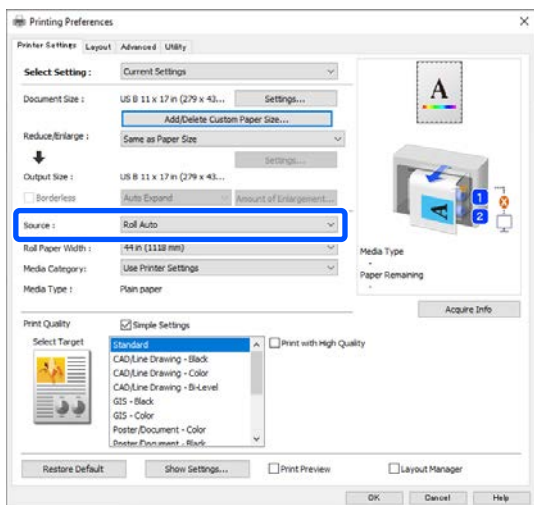 Printing Preferences
Printer Settings Layout Advanced Utility
Select Setting : Current Settings
Document Size : US B 11 x 17 in (279 x 43... Settings...
Add/Delete Custom Paper Size...
Reduce/Enlarge : Same as Paper Size
Settings...
Output Size : US B 11 x 17 in (279 x 43...
Borderless Auto Expand Amount of Enlargement...
Source : Roll Auto
Roll Paper Width : 44 in (1118 mm)
Media Category: Use Printer Settings
Media Type : Plain paper
A
A
1
2
Media Type
-
Paper Remaining
-
Acquire Info
Print Quality Simple Settings
Select Target
Standard
CAD/Line Drawing - Black
CAD/Line Drawing - Color
CAD/Line Drawing - Bi-Level
GIS - Black
GIS - Color
Poster/Document - Color
Poster/Document - Black
Print with High Quality
Restore Default Show Settings... Print Preview Layout Manager
OK Cancel Help